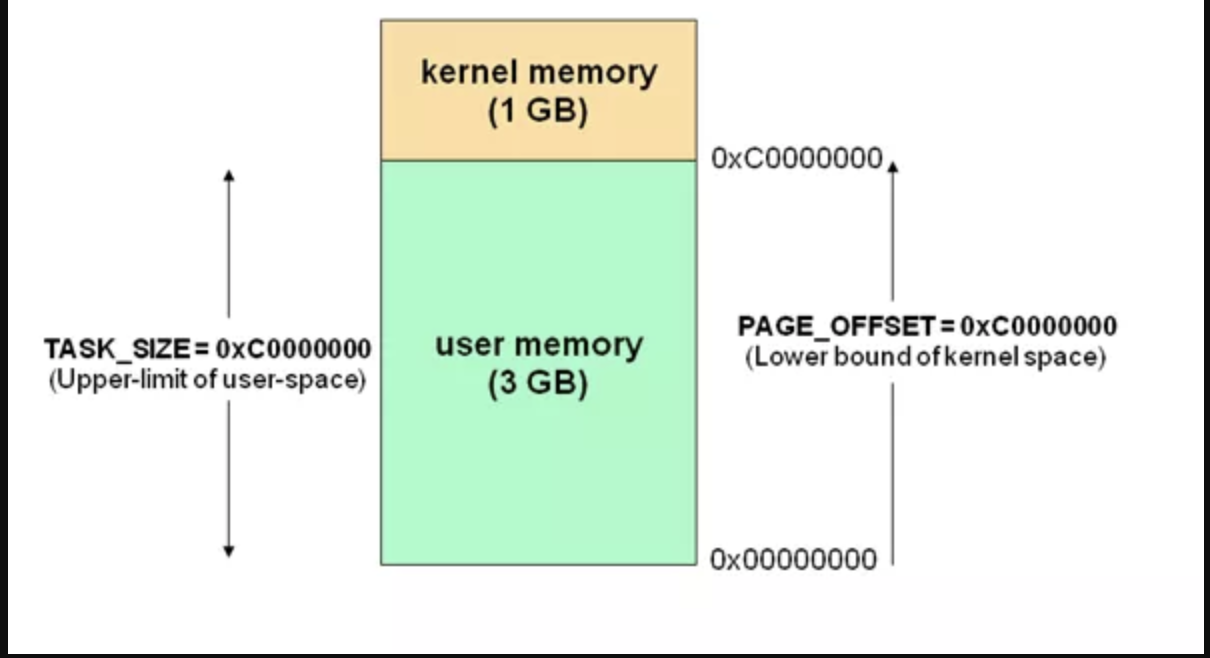 kernel memory
(1 GB)
0xC0000000
TASK_SIZE = 0xC0000000
(Upper-limit of user-space)
user memory
(3 GB)
PAGE_OFFSET = 0xC0000000
(Lower bound of kernel space)
0x00000000